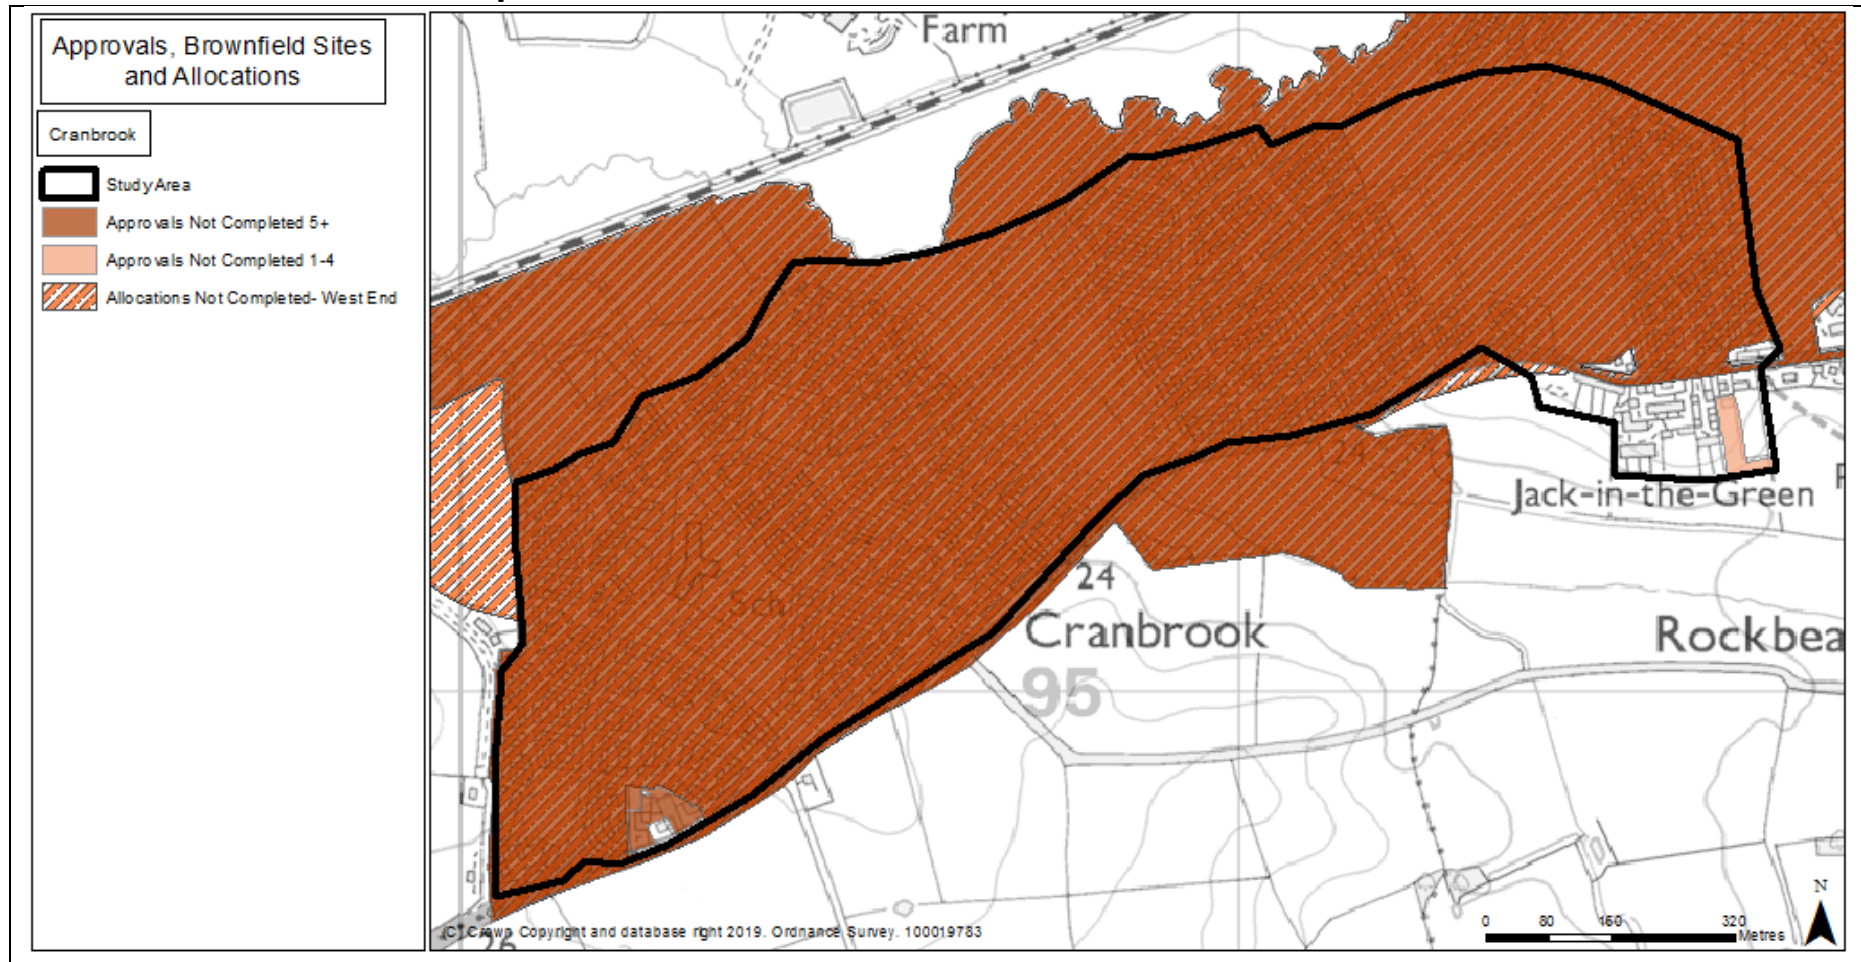 Approvals, Brownfield Sites
and Allocations
Cranbrook
Study Area
Approvals Not Completed 5+
Approvals Not Completed 1-4
Allocations Not Completed- West End
Farm
24
Jack-in-the-Green
24
Cranbrook
Rockbea
95
(C) Crown Copyright and database right 2019. Ordnance Survey. 100019783
26
N
0 80 160 320
Metres